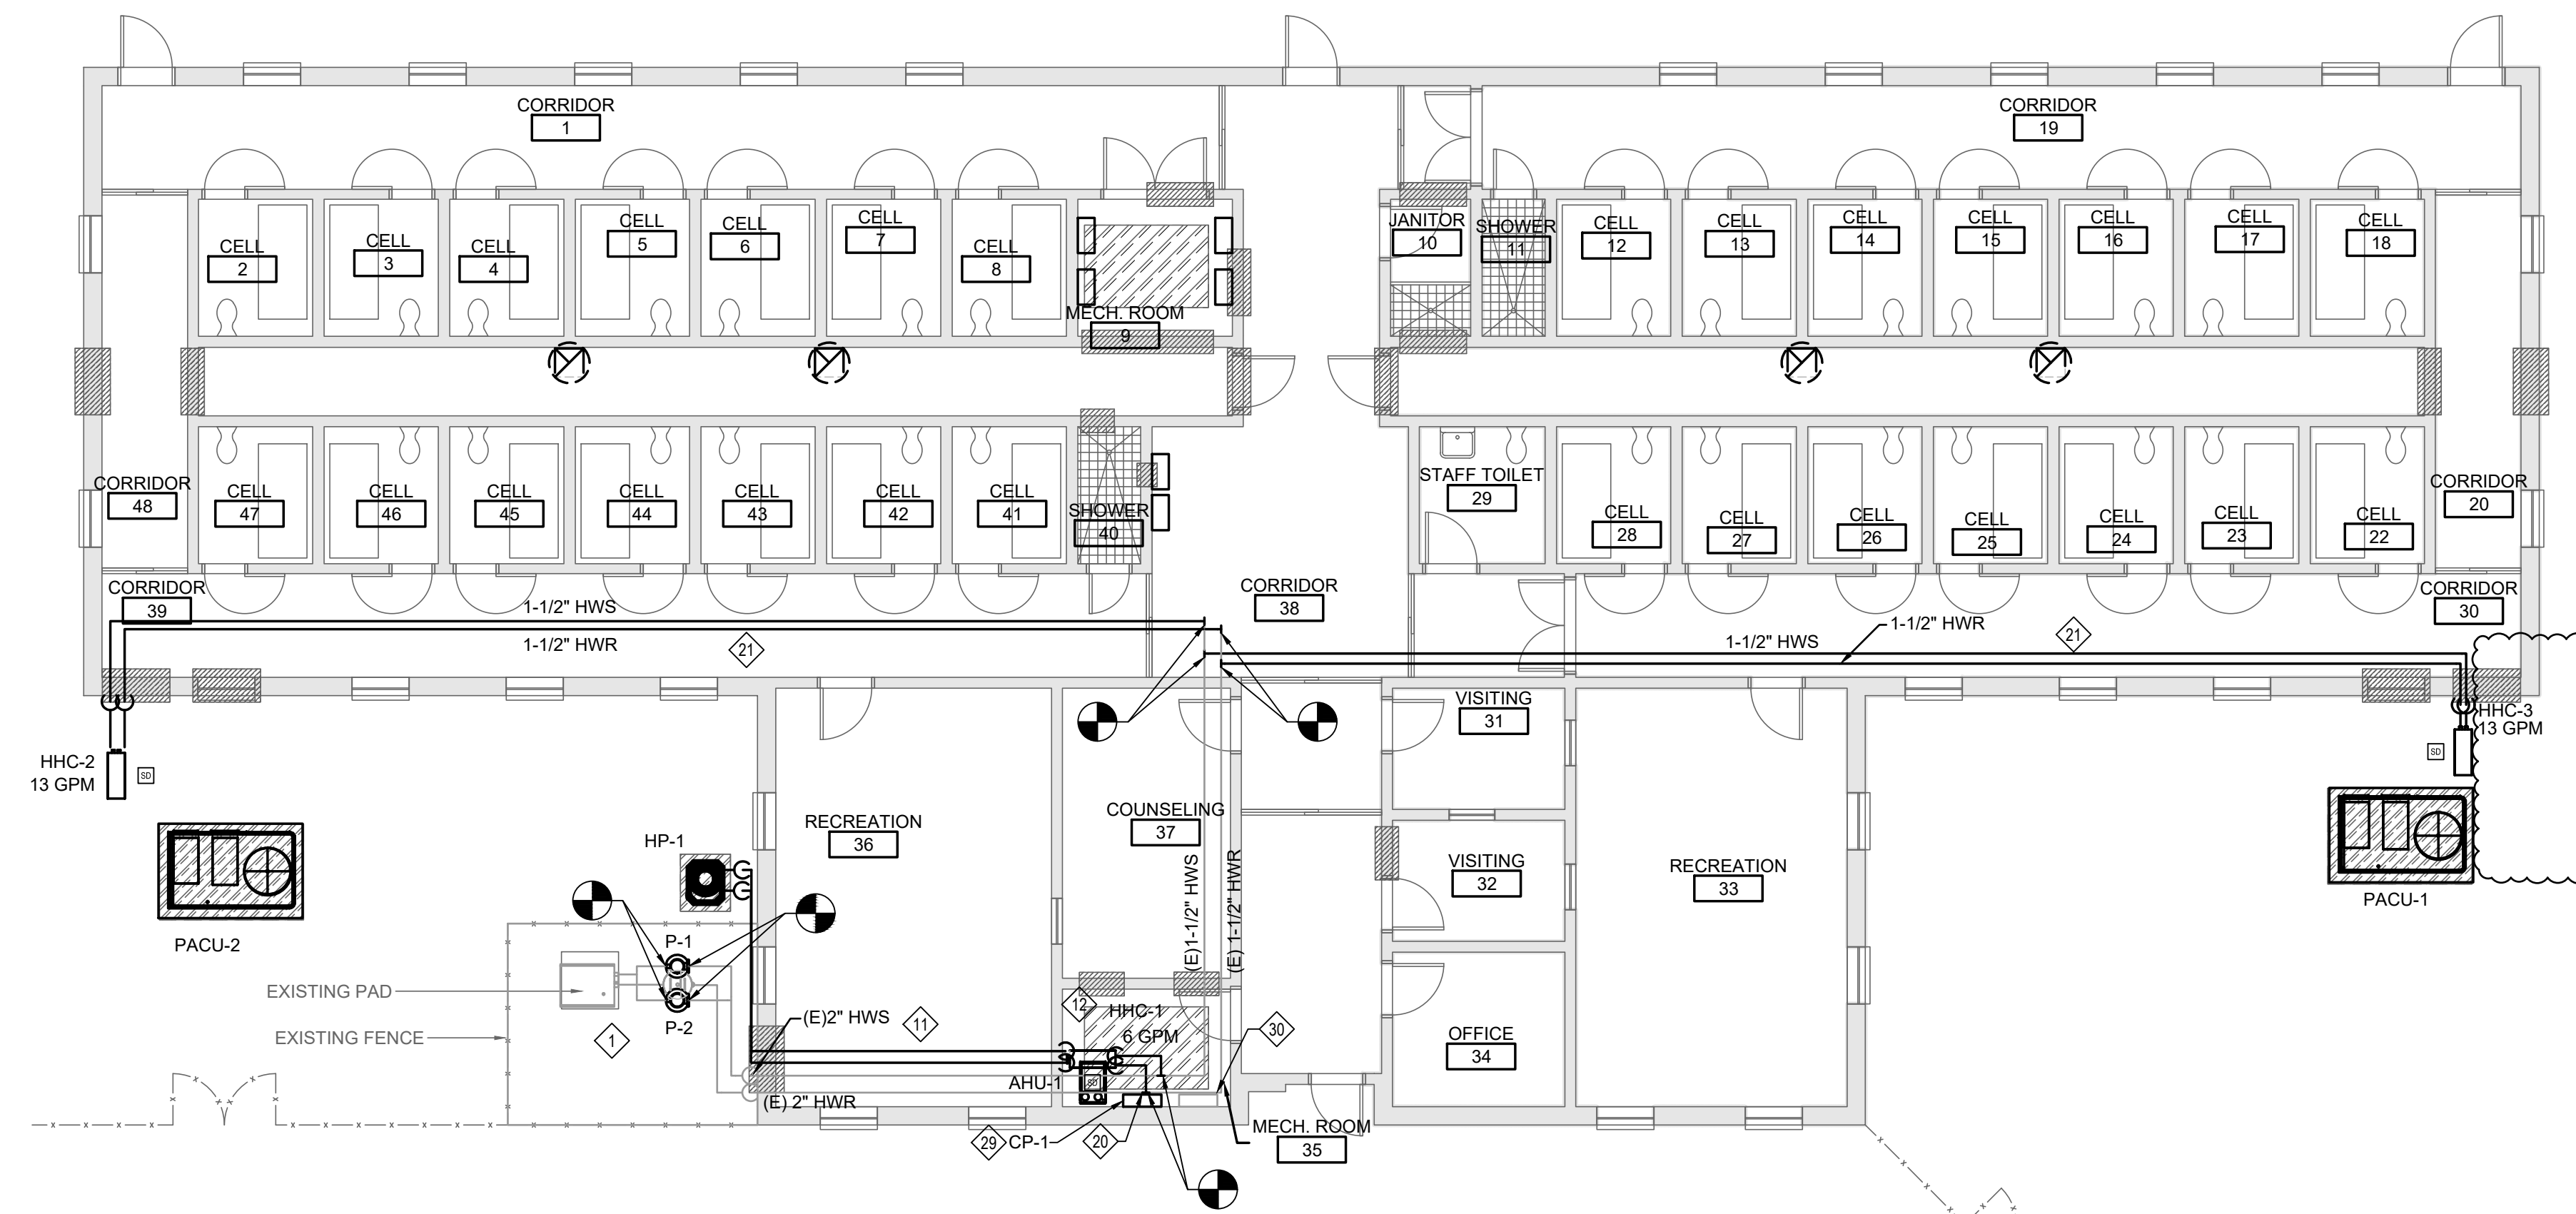 CORRIDOR
1
CORRIDOR
19
CELL
2
CELL
3
CELL
4
CELL
5
CELL
6
CELL
7
CELL
8
MECH. ROOM
9
JANITOR
10
SHOWER
11
CELL
12
CELL
13
CELL
14
CELL
15
CELL
16
CELL
17
CELL
18
CORRIDOR
48
CELL
47
CELL
46
CELL
45
CELL
44
CELL
43
CELL
42
CELL
41
SHOWER
40
STAFF TOILET
29
CELL
28
CELL
27
CELL
26
CELL
25
CELL
24
CELL
23
CELL
22
CORRIDOR
20
CORRIDOR
39
1-1/2" HWS
1-1/2" HWR
21
CORRIDOR
38
1-1/2" HWS
1-1/2" HWR
21
CORRIDOR
30
HHC-2
13 GPM
SD
PACU-2
HP-1
RECREATION
36
COUNSELING
37
(E)1-1/2" HWS
(E) 1-1/2" HWR
VISITING
31
VISITING
32
OFFICE
34
RECREATION
33
HHC-3
13 GPM
SD
PACU-1
P-1
P-2
EXISTING PAD
EXISTING FENCE
1
(E)2" HWS
11
12
HHC-1
6 GPM
30
AHU-1
SD
(E) 2" HWR
29
CP-1
20
MECH. ROOM
35